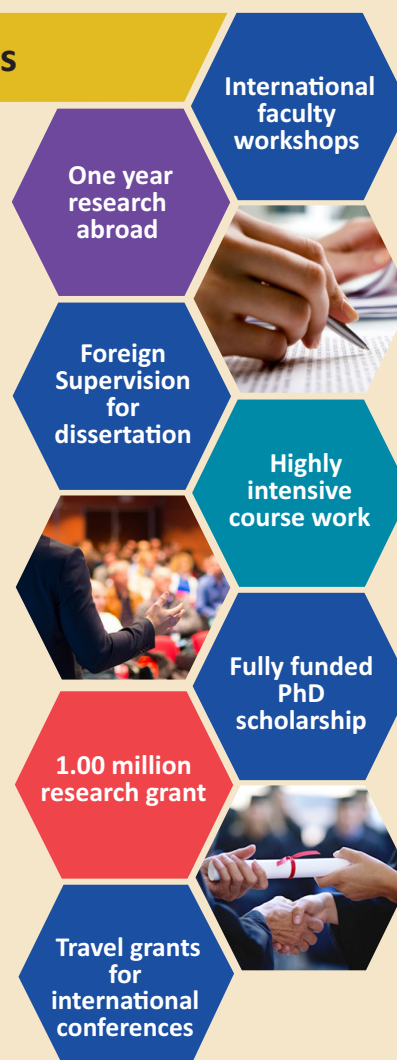 s
International
faculty
workshops
One year
research
abroad
Foreign
Supervision
for
dissertation
Highly
intensive
course work
Fully funded
PhD
scholarship
1.00 million
research grant
Travel grants
for
international
conferences